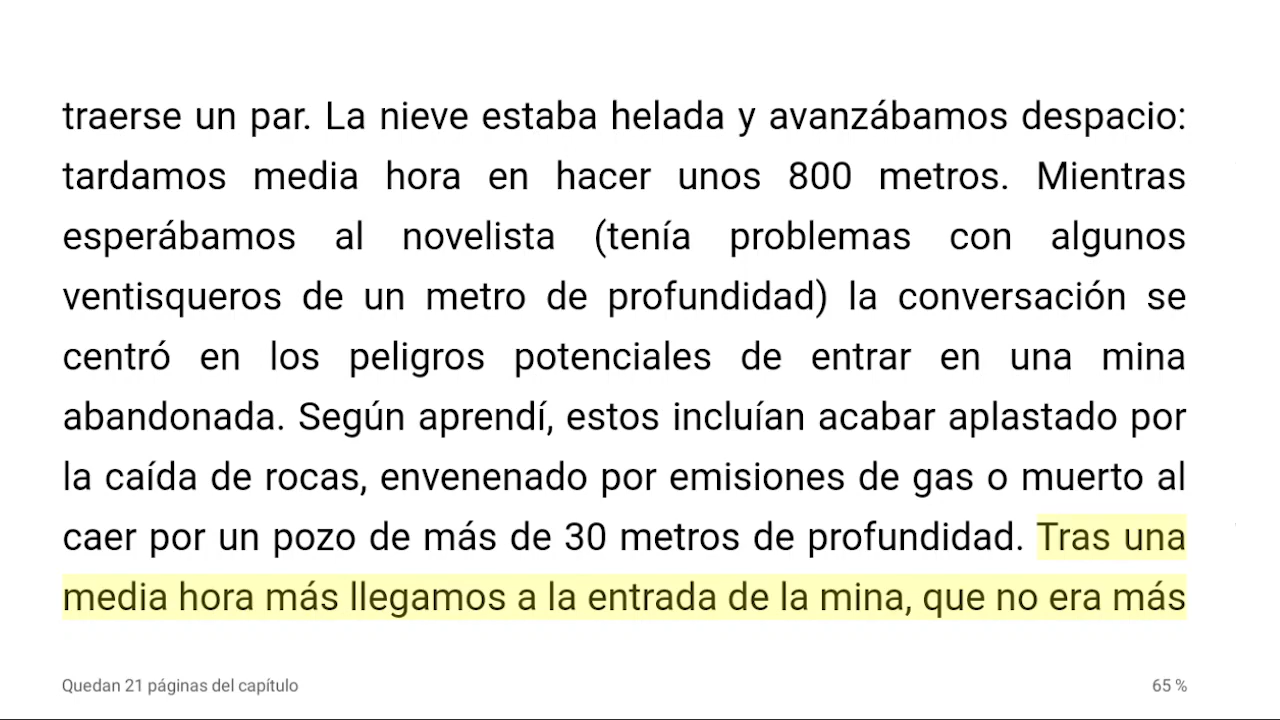 traerse un par. La nieve estaba helada y avanzábamos despacio:
tardamos media hora en hacer unos 800 metros. Mientras
esperábamos al novelista (tenía problemas con algunos
ventisqueros de un metro de profundidad) la conversación se
centró en los peligros potenciales de entrar en una mina
abandonada. Según aprendí, estos incluían acabar aplastado por
la caída de rocas, envenenado por emisiones de gas o muerto al
caer por un pozo de más de 30 metros de profundidad. Tras una
media hora más llegamos a la entrada de la mina, que no era más
Quedan 21 páginas del capítulo
65 %